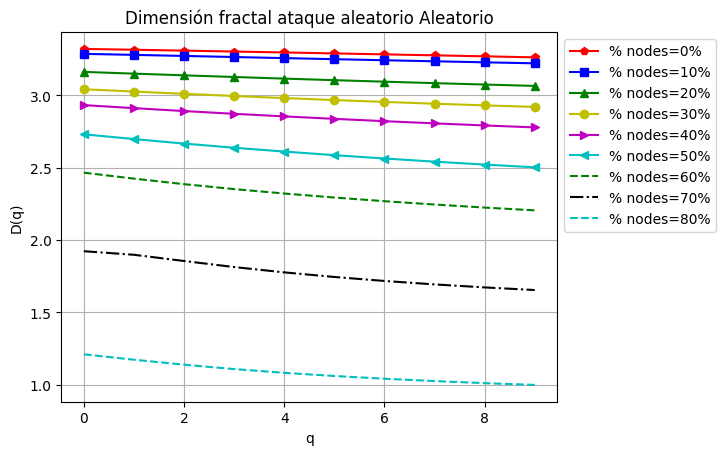 Dimensión fractal ataque aleatorio Aleatorio
D(q)
3.0
2.5
2.0
1.5
1.0
0
2
4
6
8
q
% nodes=0%
% nodes=10%
% nodes=20%
% nodes=30%
% nodes=40%
% nodes=50%
% nodes=60%
% nodes=70%
% nodes=80%